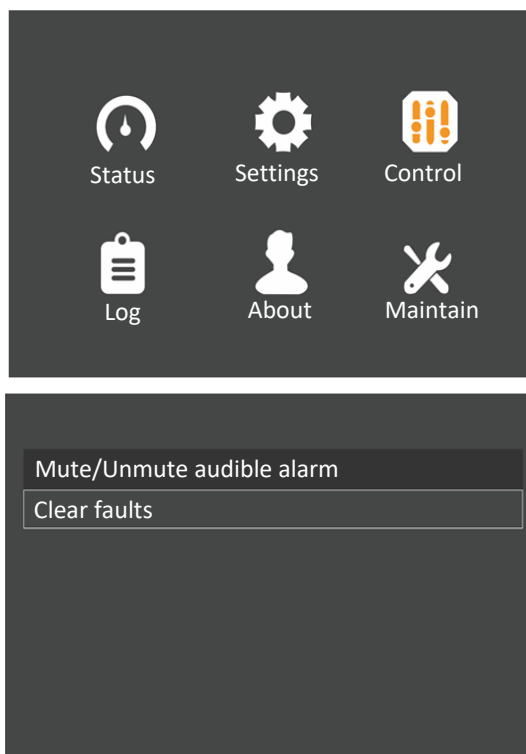 Status Settings Control
Log About Maintain
Mute/Unmute audible alarm
Clear faults